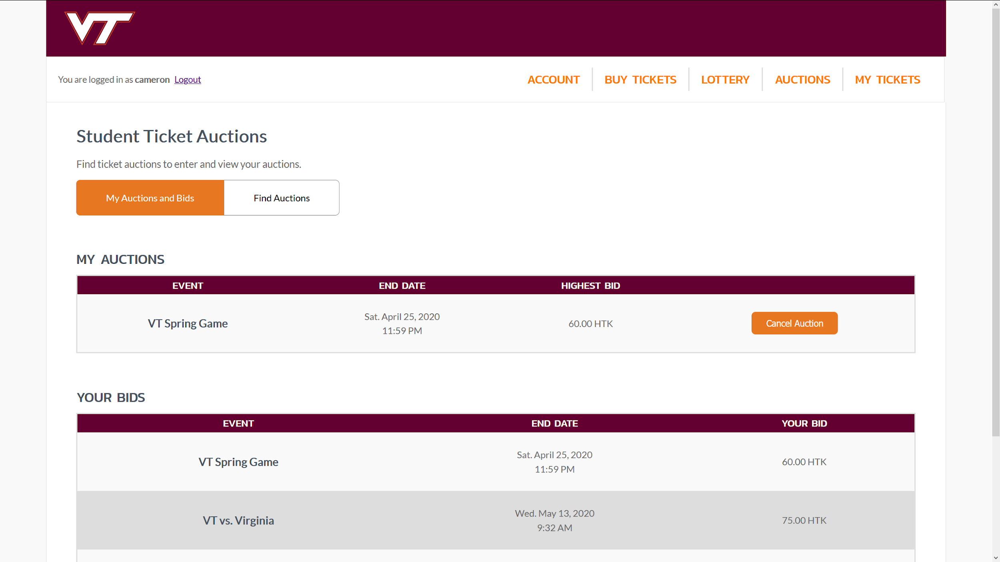 VT
You are logged in as cameron Logout
ACCOUNT BUY TICKETS LOTTERY AUCTIONS MY TICKETS
Student Ticket Auctions
Find ticket auctions to enter and view your auctions.
My Auctions and Bids Find Auctions
MY AUCTIONS
EVENT END DATE HIGHEST BID
VT Spring Game Sat. April 25, 2020 60.00 HTK Cancel Auction
11:59 PM
YOUR BIDS
EVENT END DATE YOUR BID
VT Spring Game Sat. April 25, 2020 60.00 HTK
11:59 PM
VT vs. Virginia Wed. May 13, 2020 75.00 HTK
9:32 AM